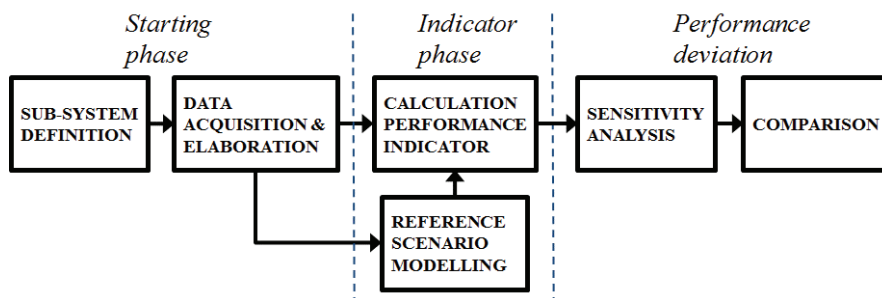 Starting
phase
Indicator
phase
Performance
deviation
SUB-SYSTEM
DEFINITION
DATA
ACQUISITION &
ELABORATION
CALCULATION
PERFORMANCE
INDICATOR
SENSITIVITY
ANALYSIS
COMPARISON
REFERENCE
SCENARIO
MODELLING